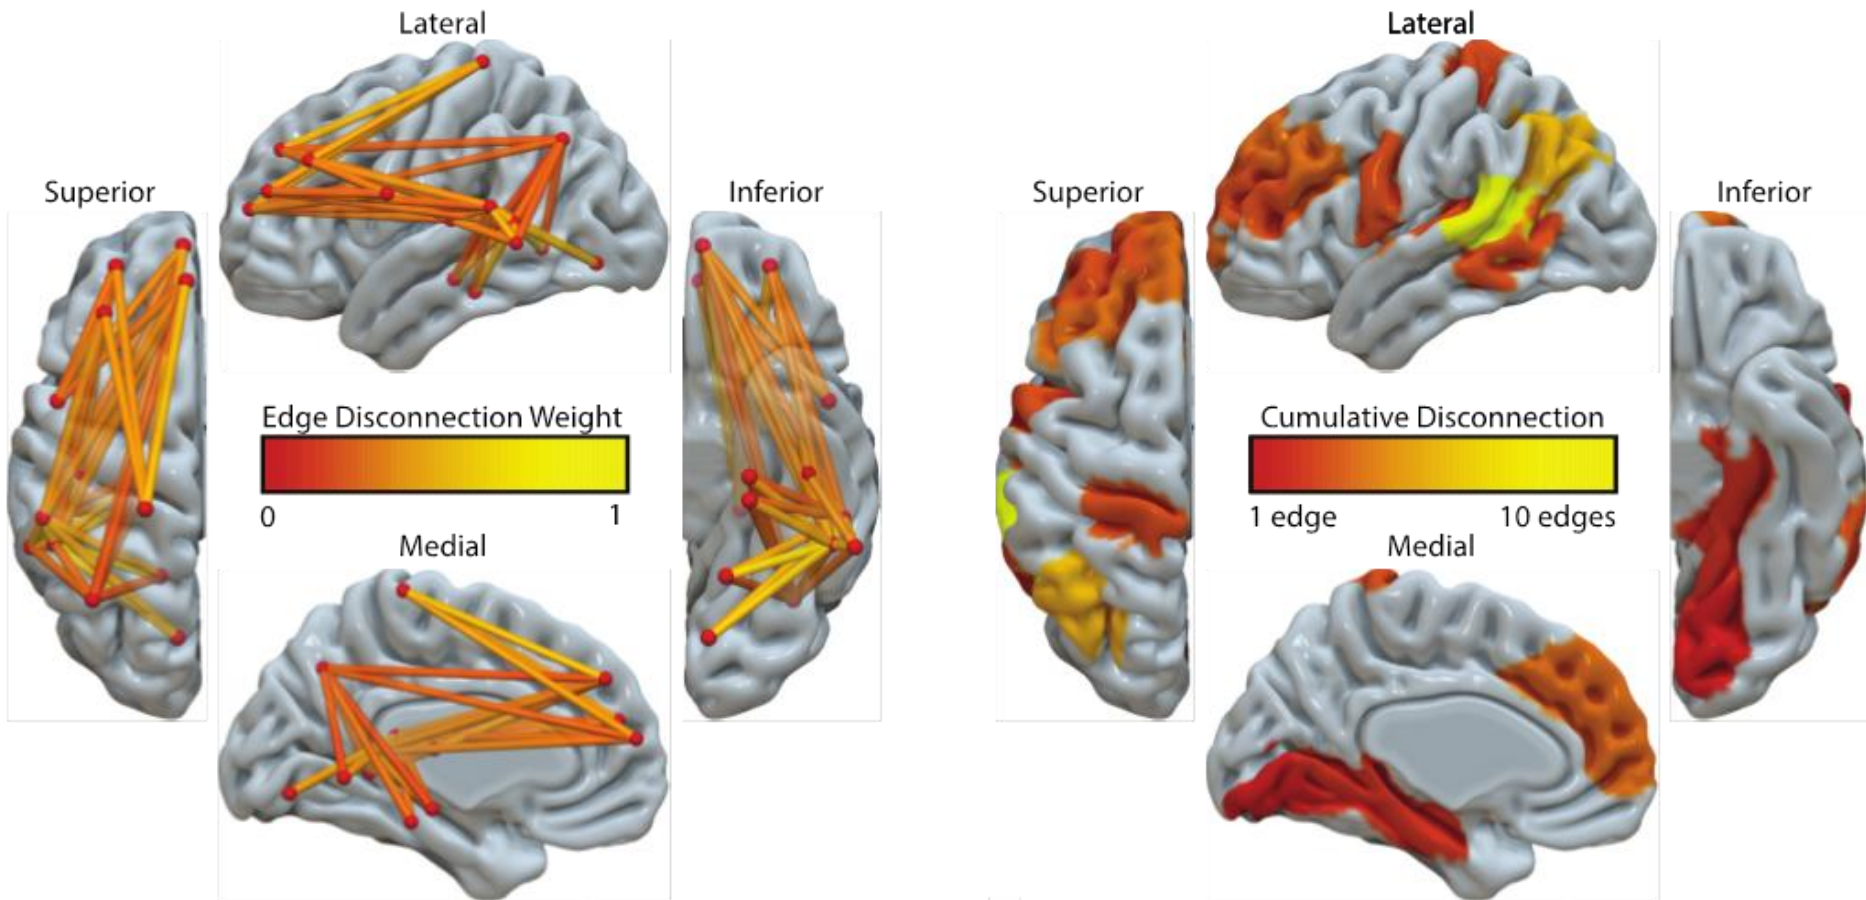 Lateral
Superior
Inferior
Edge Disconnection Weight
0 1
Medial
Lateral
Superior
Inferior
Cumulative Disconnection
1 edge 10 edges
Medial